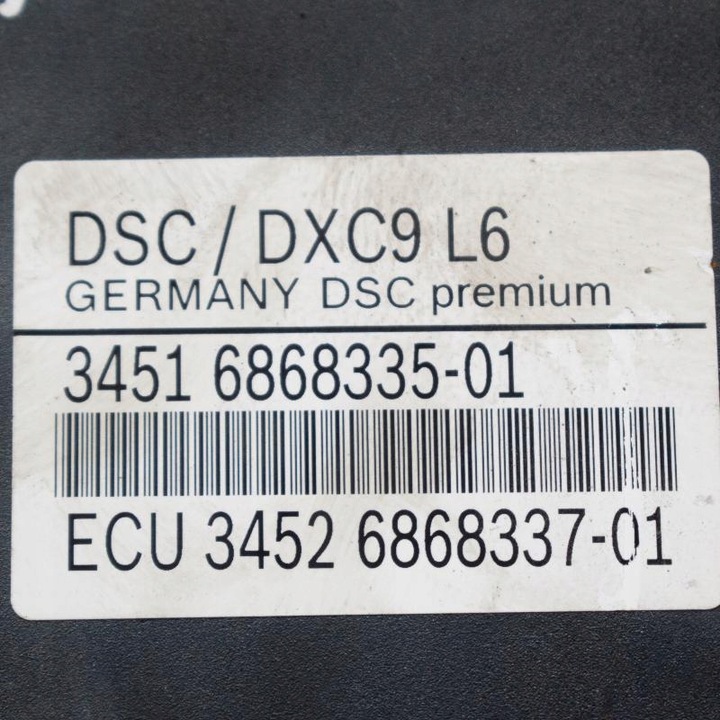 DSC / DXC9 L6
GERMANY DSC premium
3451 6868335-01
ECU 3452 6868337-01